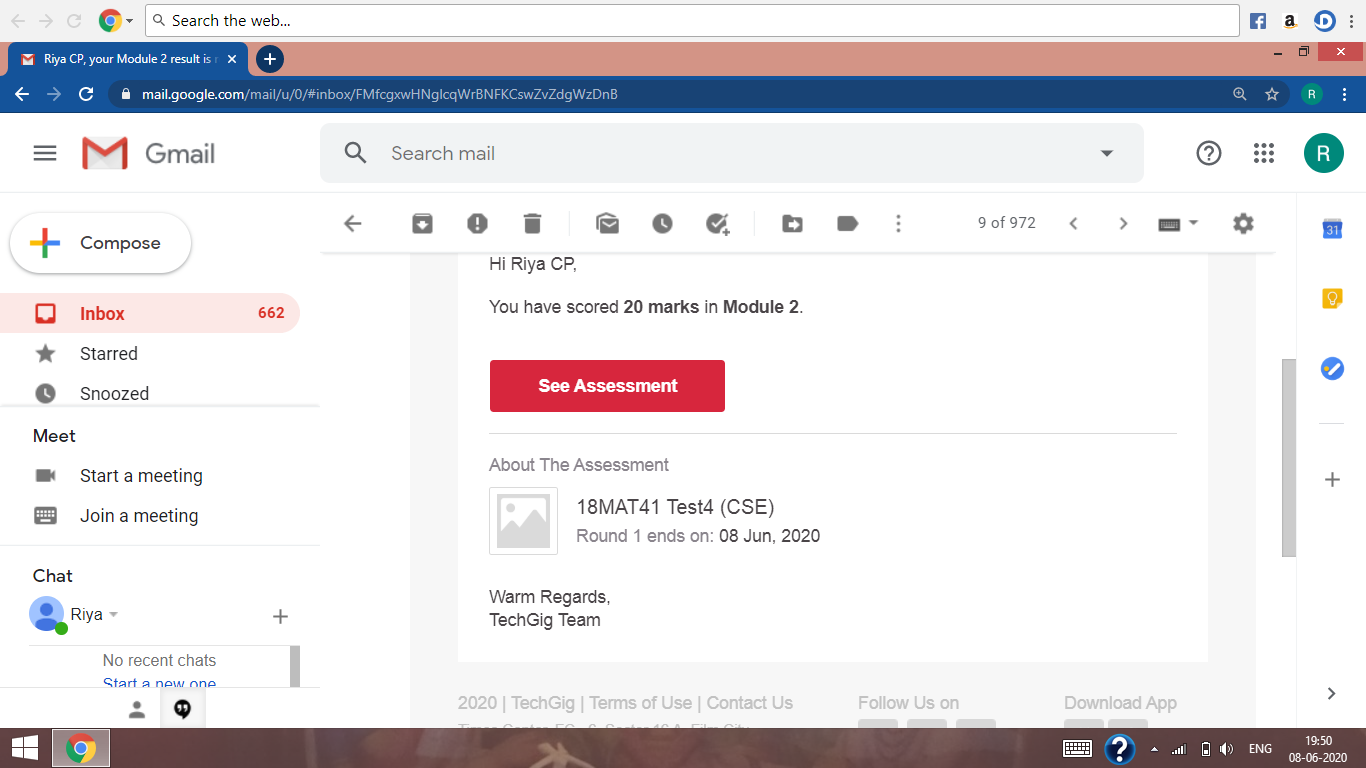 Search the web...
Riya CP, your Module 2 result is
mail.google.com/mail/u/0/#inbox/FMfcgxwHNglcqWrBNFKCswZvZdgWzDnB
R
Gmail
Search mail
R
Compose
9 of 972
31
Inbox 662
Starred
Snoozed
Meet
Start a meeting
Join a meeting
Chat
Riya
No recent chats
Start a new one
Hi Riya CP,
You have scored 20 marks in Module 2.
See Assessment
About The Assessment
18MAT41 Test4 (CSE)
Round 1 ends on: 08 Jun, 2020
Warm Regards,
TechGig Team
2020 | TechGig | Terms of Use | Contact Us
Follow Us on
Download App
ENG
19:50
08-06-2020